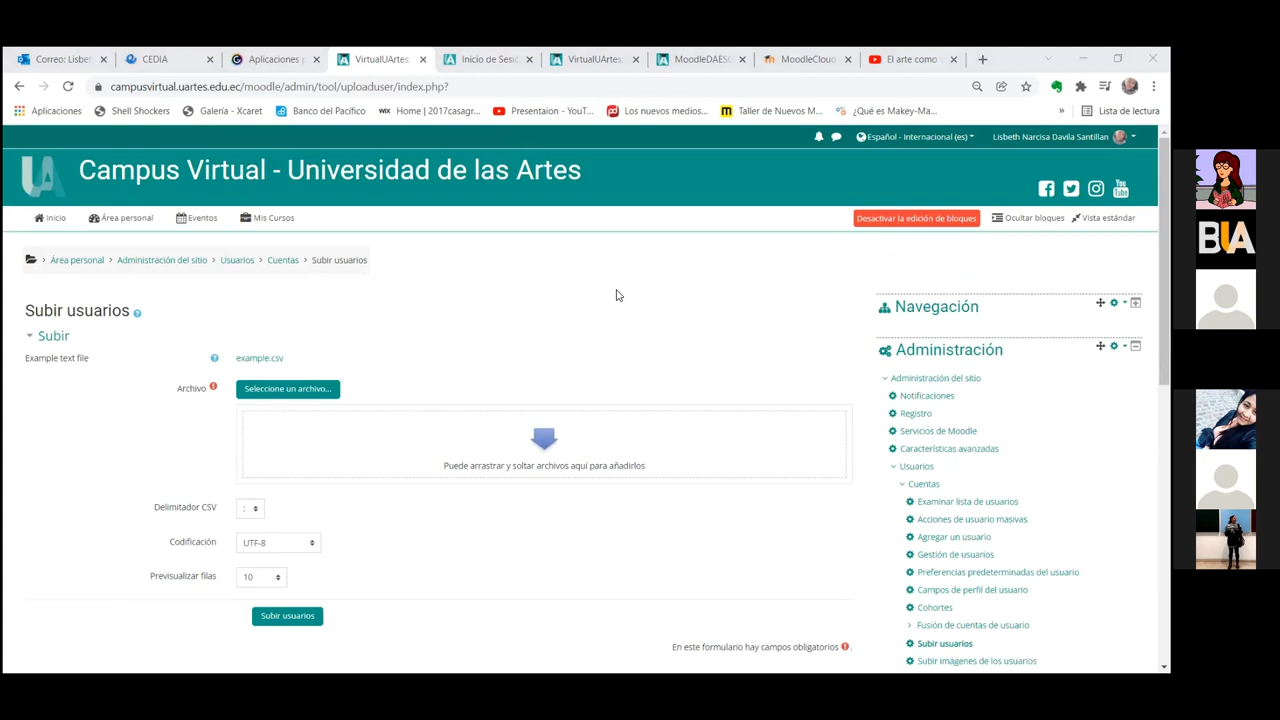 Correo: Lisbet
CEDIA
Aplicaciones
VirtualUArtes:
Inicio de Sesi
VirtualUArtes:
MoodleDAESC
MoodleCloud
El arte como
campusvirtual.uartes.edu.ec/moodle/admin/tool/uploaduser/index.php?
Aplicaciones
Shell Shockers
Galería - Xcaret
Banco del Pacífico
WIX Home | 2017casagr...
Presentaion - YouT...
Los nuevos medios...
Taller de Nuevos M...
¿Qué es Makey-Ma...
»
Lista de lectura
Español - Internacional (es)
Lisbeth Narcisa Davila Santillan
UA
Campus Virtual - Universidad de las Artes
You Tube
Inicio
Área personal
Eventos
Mis Cursos
Desactivar la edición de bloques
Ocultar bloques
Vista estándar
Área personal > Administración del sitio > Usuarios > Cuentas > Subir usuarios
Subir usuarios
Subir
Example text file
example.csv
Archivo
Seleccione un archivo...
Puede arrastrar y soltar archivos aquí para añadirlos
Delimitador CSV
;
Codificación
UTF-8
Previsualizar filas
10
Subir usuarios
En este formulario hay campos obligatorios .
Navegación
Administración
Administración del sitio
Notificaciones
Registro
Servicios de Moodle
Características avanzadas
Usuarios
Cuentas
Examinar lista de usuarios
Acciones de usuario masivas
Agregar un usuario
Gestión de usuarios
Preferencias predeterminadas del usuario
Campos de perfil del usuario
Cohortes
Fusión de cuentas de usuario
Subir usuarios
Subir imágenes de los usuarios
BUA